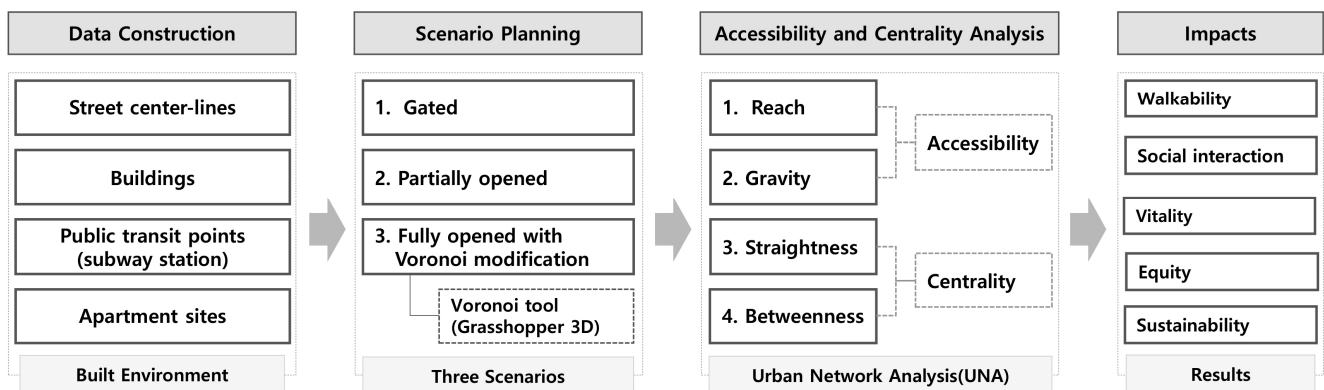 Data Construction
Street center-lines
Buildings
Public transit points
(subway station)
Apartment sites
Built Environment
Scenario Planning
1. Gated
2. Partially opened
3. Fully opened with
Voronoi modification
Voronoi tool
(Grasshopper 3D)
Three Scenarios
Accessibility and Centrality Analysis
1. Reach
2. Gravity
Accessibility
3. Straightness
4. Betweenness
Centrality
Urban Network Analysis(UNA)
Impacts
Walkability
Social interaction
Vitality
Equity
Sustainability
Results